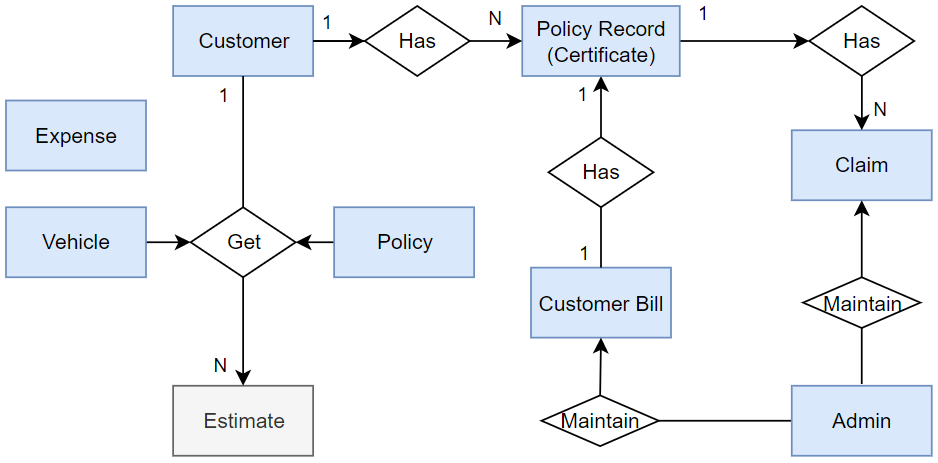 Customer
1
Has
N
Policy Record
(Certificate)
1
Has
N
Claim
1
Expense
Vehicle
Get
Policy
N
Estimate
1
Has
1
Customer Bill
Maintain
Maintain
Admin